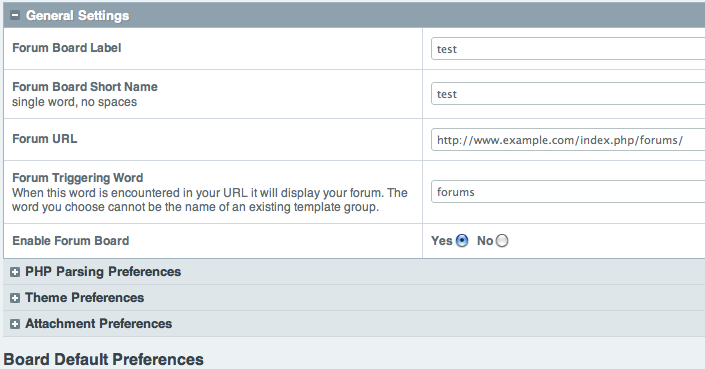 General Settings
Forum Board Label
test
Forum Board Short Name
single word, no spaces
test
Forum URL
http://www.example.com/index.php/forums/
Forum Triggering Word
When this word is encountered in your URL it will display your forum. The
word you choose cannot be the name of an existing template group.
forums
Enable Forum Board
Yes No
PHP Parsing Preferences
Theme Preferences
Attachment Preferences
Board Default Preferences